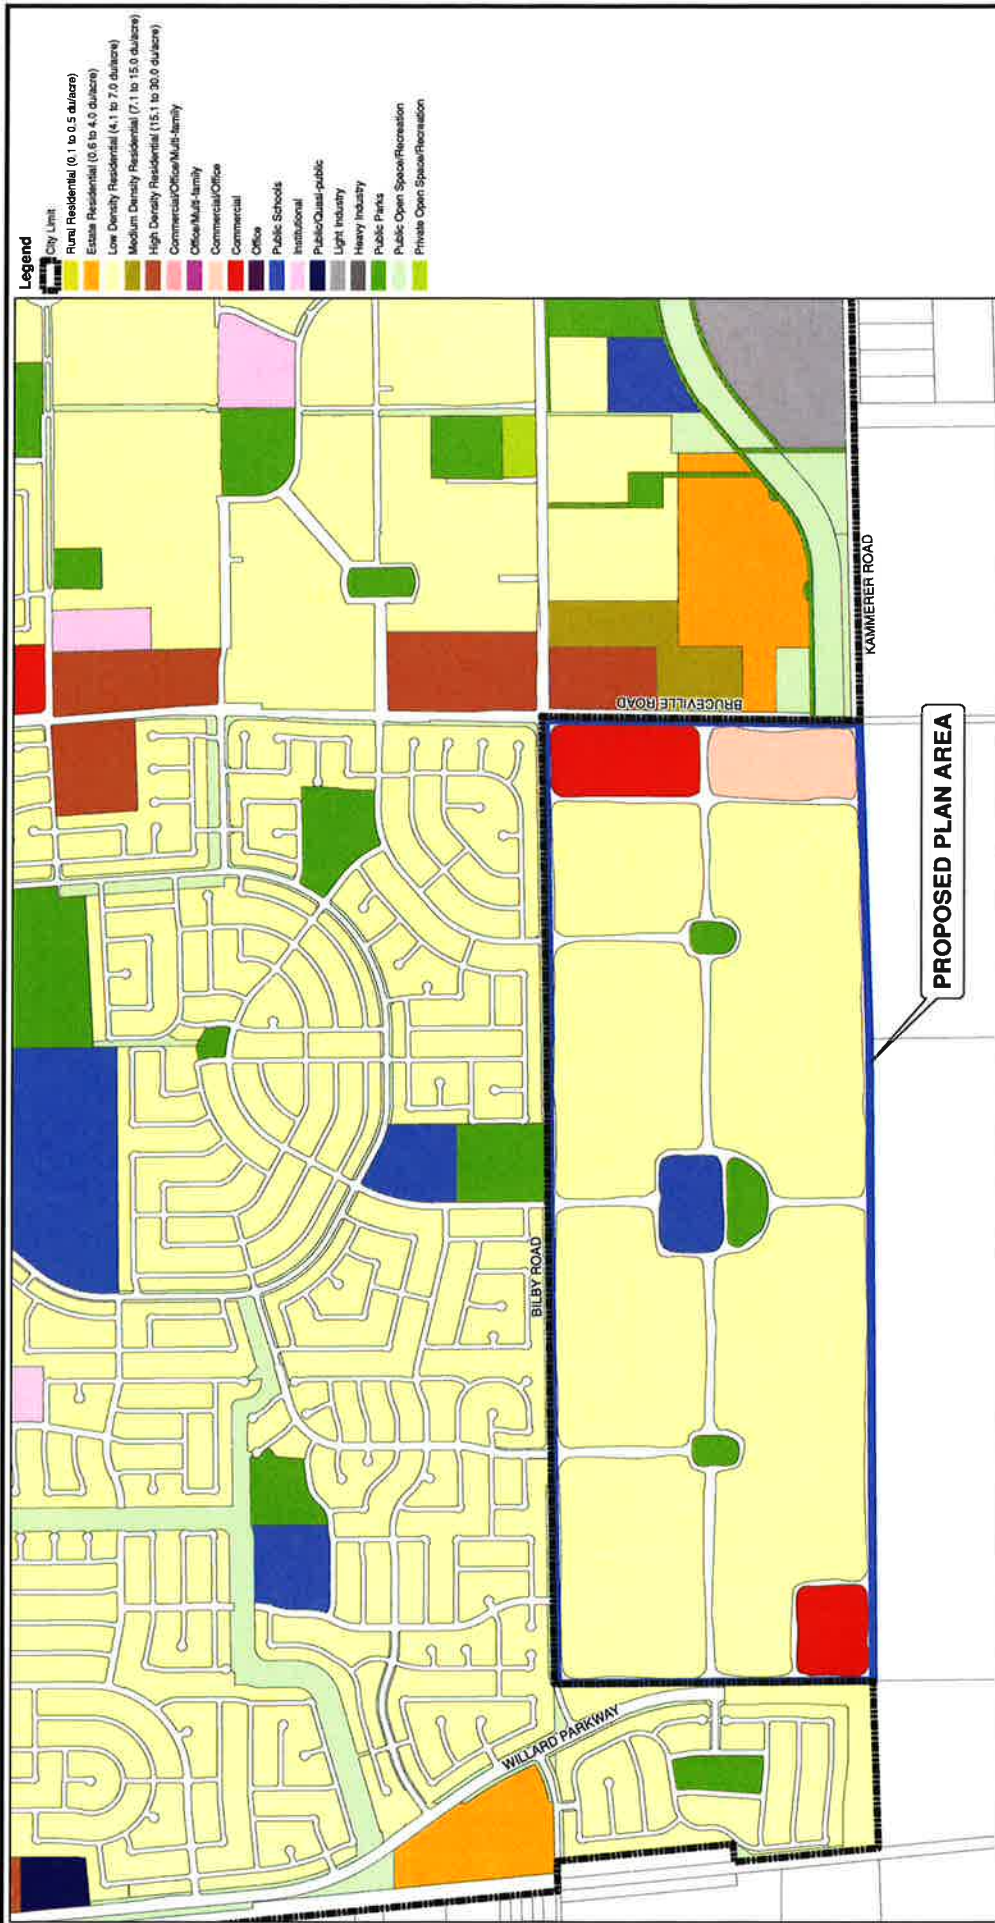 Legend
City Limit
Rural Residential (0.1 to 0.5 du/acre)
Estate Residential (0.6 to 4.0 du/acre)
Low Density Residential (4.1 to 7.0 du/acre)
Medium Density Residential (7.1 to 15.0 du/acre)
High Density Residential (15.1 to 30.0 du/acre)
Commercial/Office/Multi-family
Office/Multi-family
Commercial/Office
Commercial
Office
Public Schools
Institutional
Public/Quasi-public
Light Industry
Heavy Industry
Public Parks
Public Open Space/Recreation
Private Open Space/Recreation
BILBY ROAD
BRUCEVILLE ROAD
WILLARD PARKWAY
KAMMERER ROAD
PROPOSED PLAN AREA